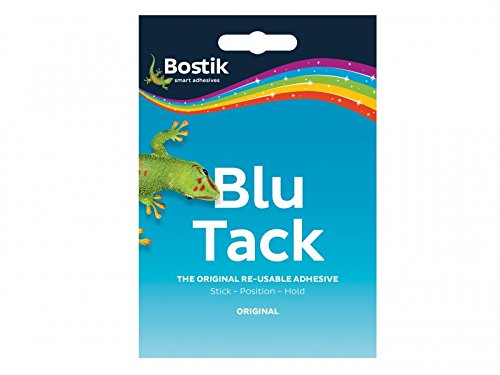 Bostik
smart adhesives
Blu
Tack
THE ORIGINAL RE-USABLE ADHESIVE
Stick - Position - Hold
ORIGINAL